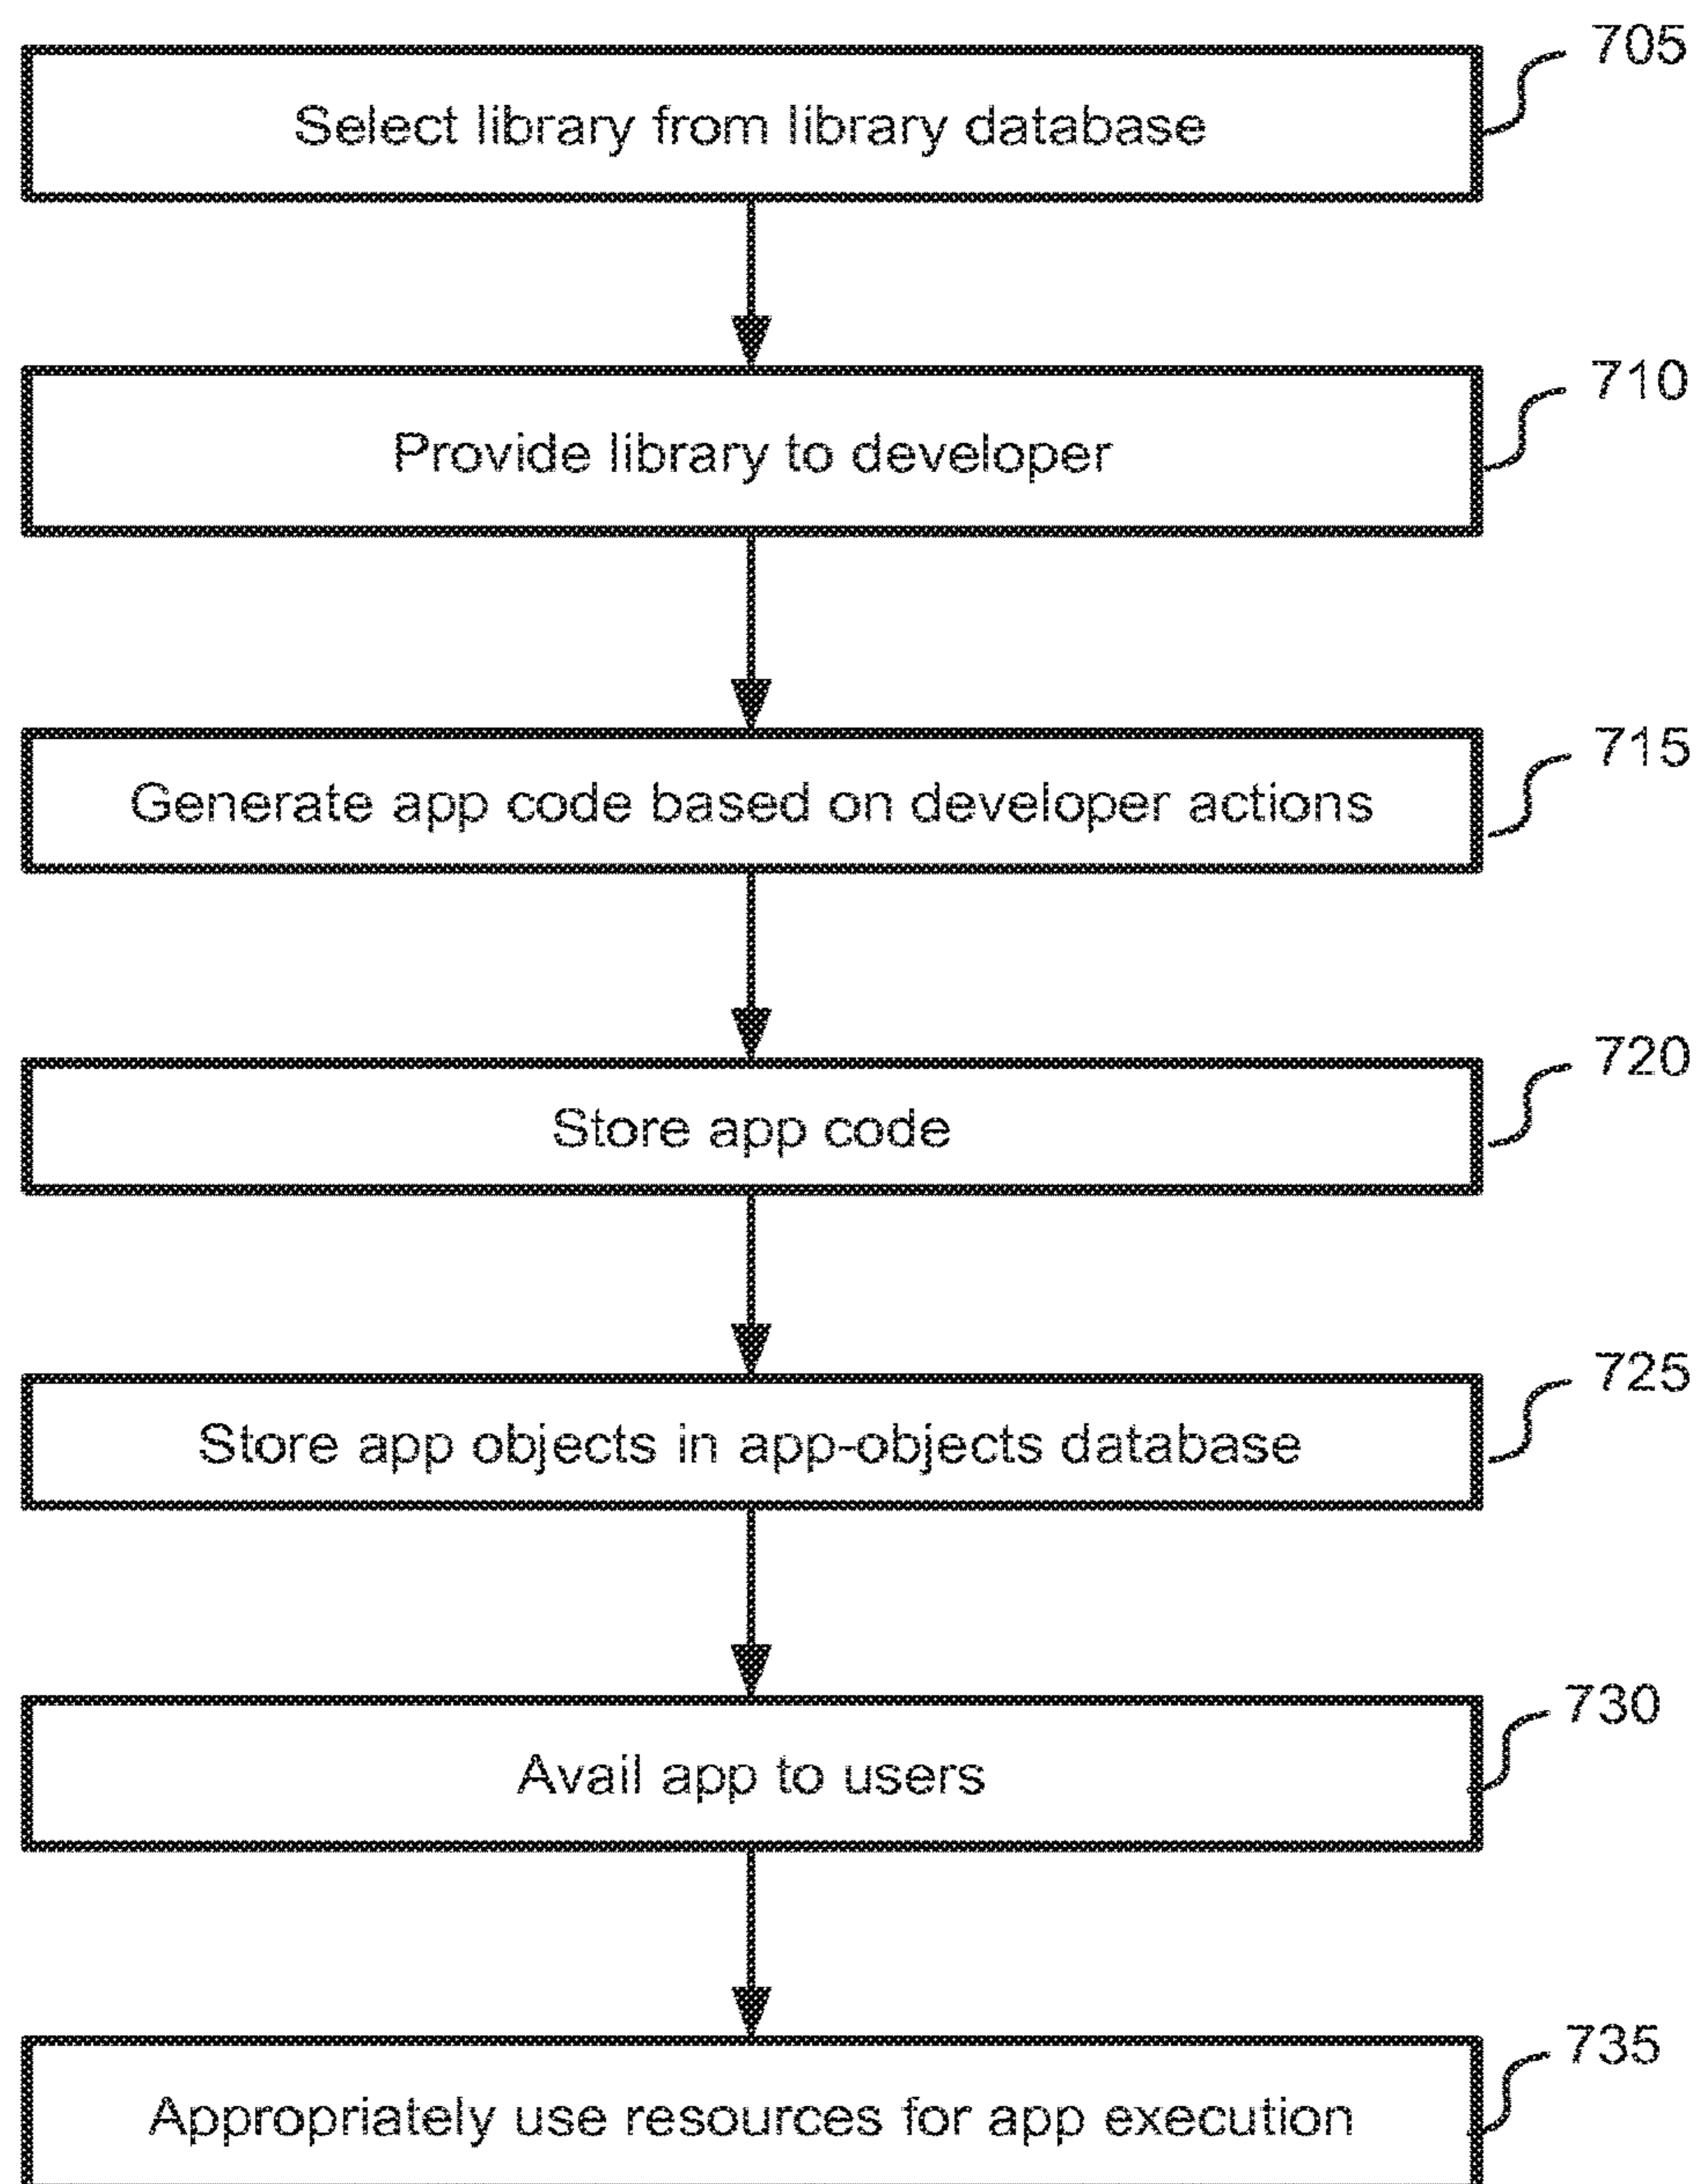 705
Select library from library database
710
Provide library to developer
715
Generate app code based on developer actions
720
Store app code
725
Store app objects in app-objects database
730
Avail app to users
735
Appropriately use resources for app execution